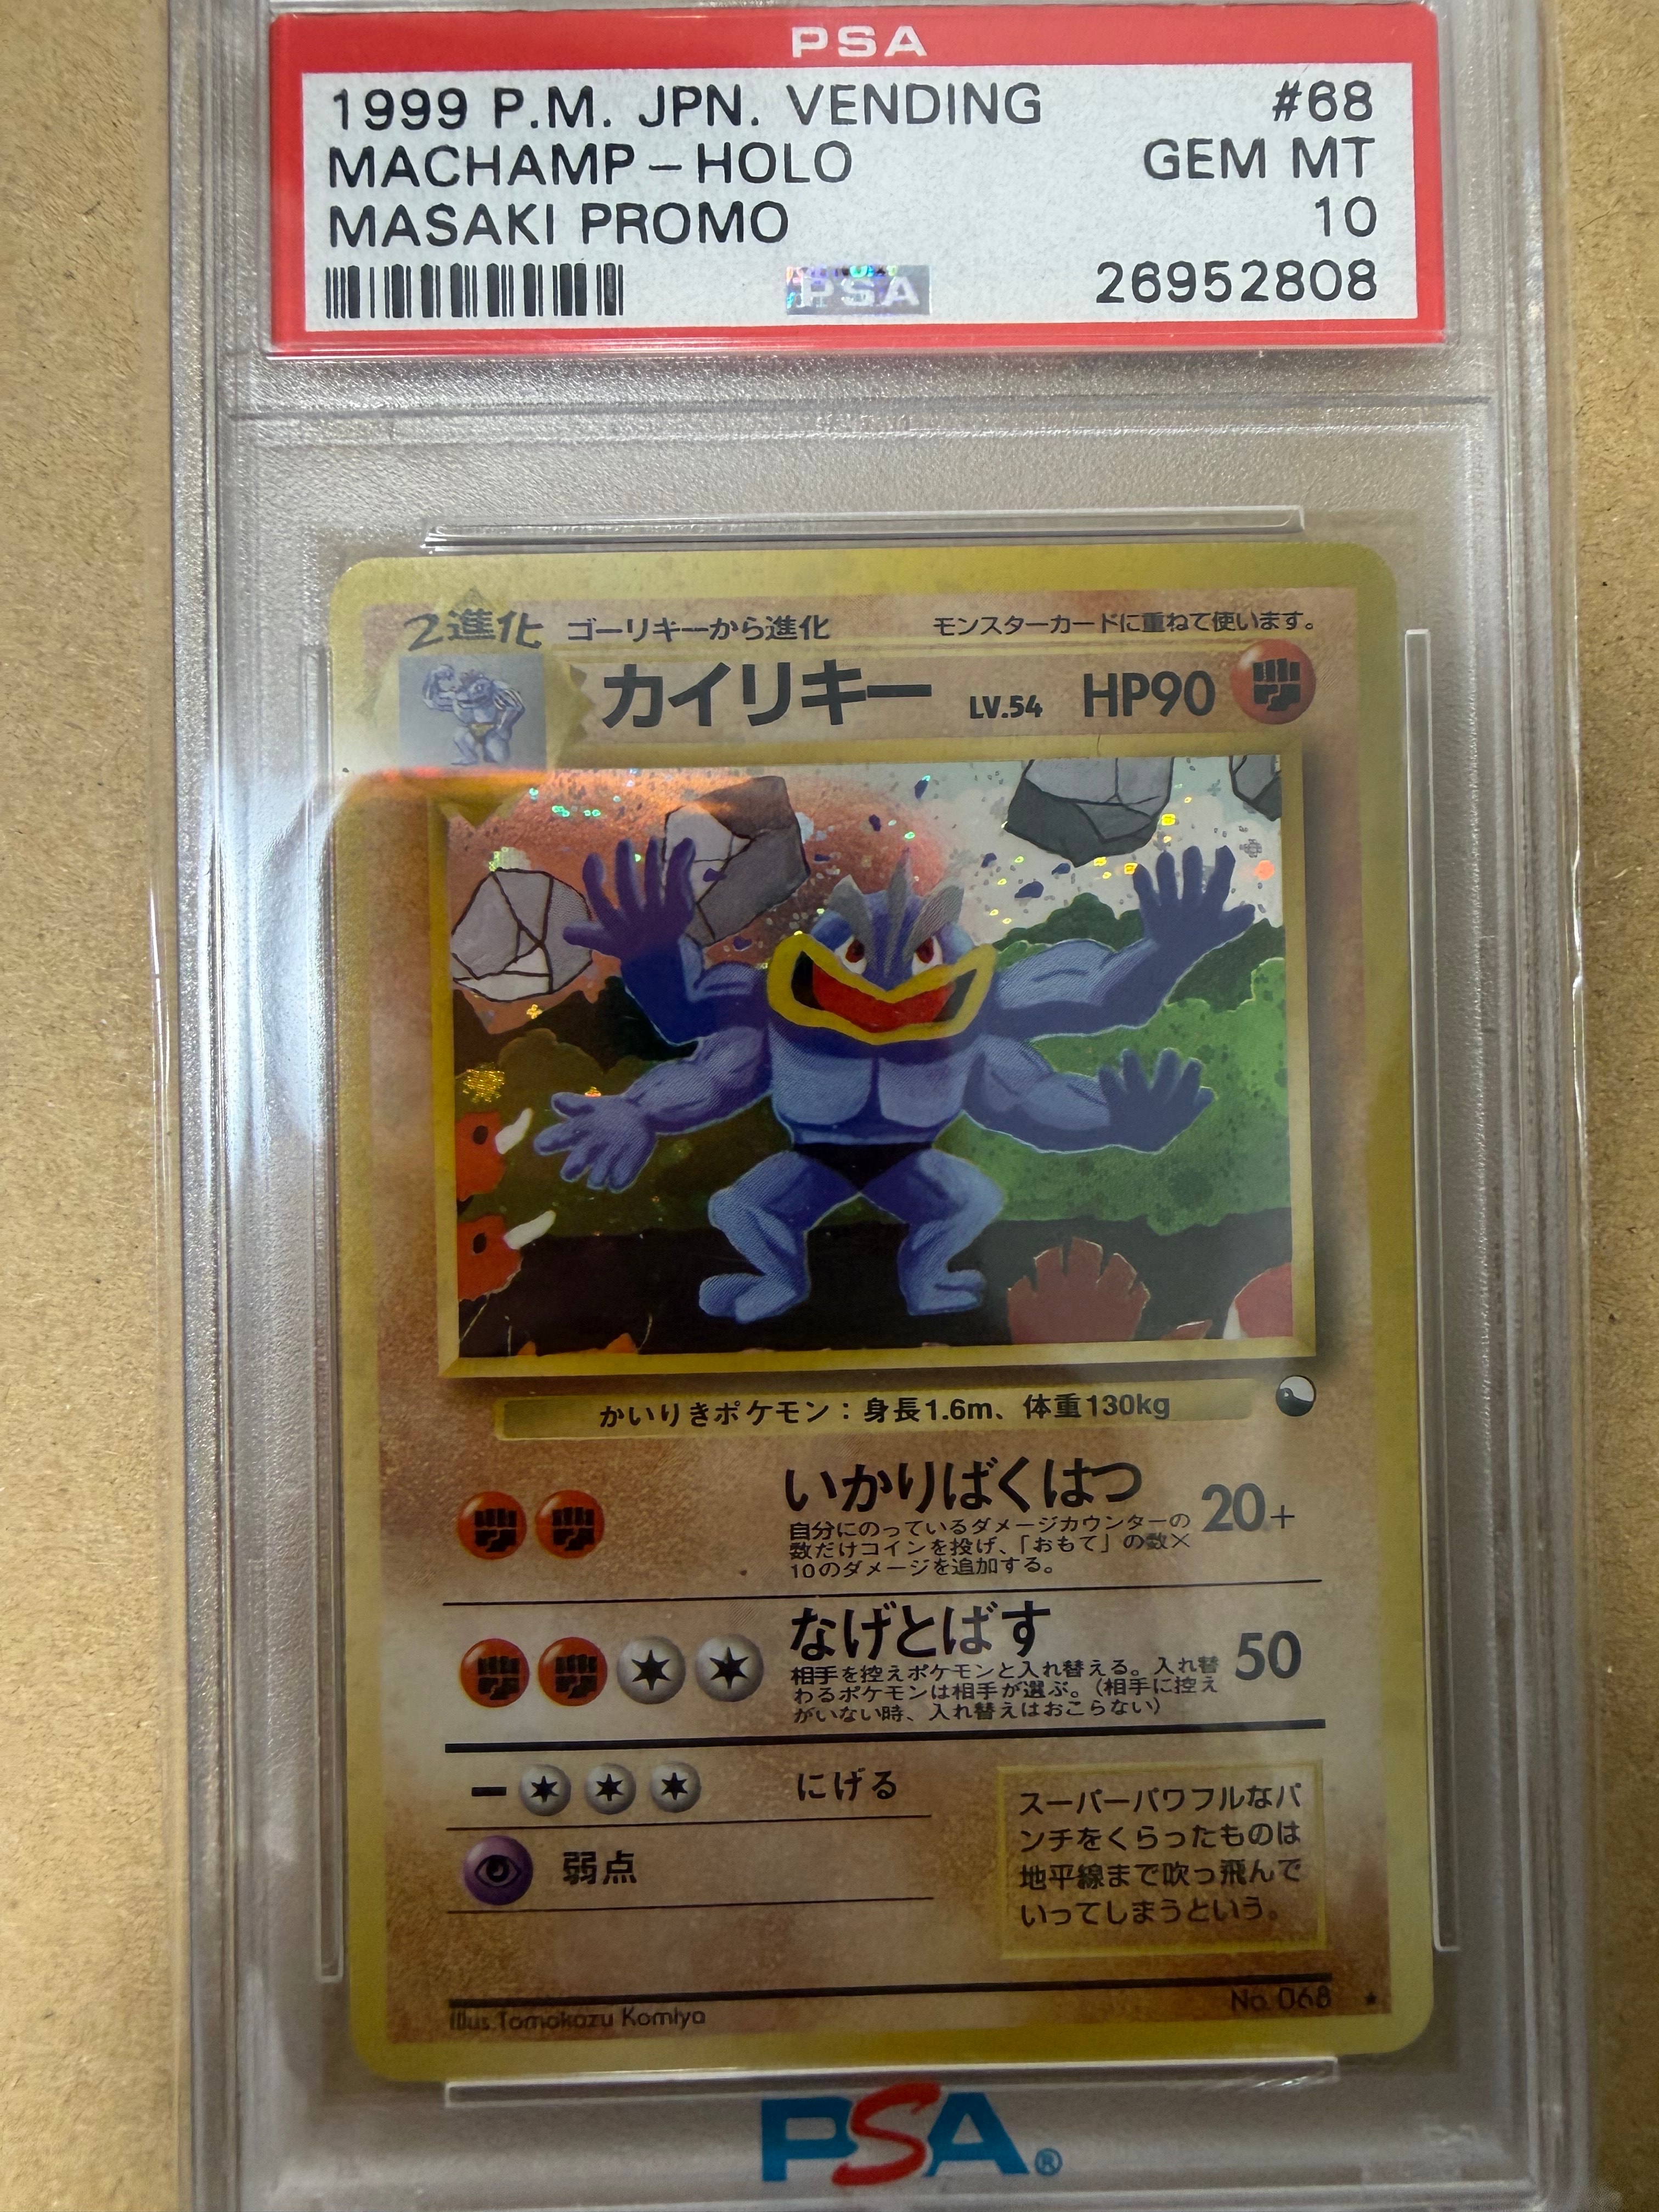 PSA
1999 P.M. JPN. VENDING #68
MACHAMP-HOLO GEM MT
MASAKI PROMO 10
PSA 26952808
2進化 ゴーリキーから進化 モンスターカードに重ねて使います。
カイリキー LV.54 HP90
かいりきポケモン：身長1.6m、体重130kg
いかりばくはつ 20+
自分にのっているダメージカウンターの
数だけコインを投げ、「おもて」の数×
10のダメージを追加する。
なげとばす 50
相手を控えポケモンと入れ替える。入れ替
わるポケモンは相手が選ぶ。（相手に控え
がいない時、入れ替えはおこらない）
にげる
弱点
スーパーパワフルなパ
ンチをくらったものは
地平線まで吹っ飛んで
いってしまうという。
Illus.Tomokazu Komiya No.068 ★
PSA®